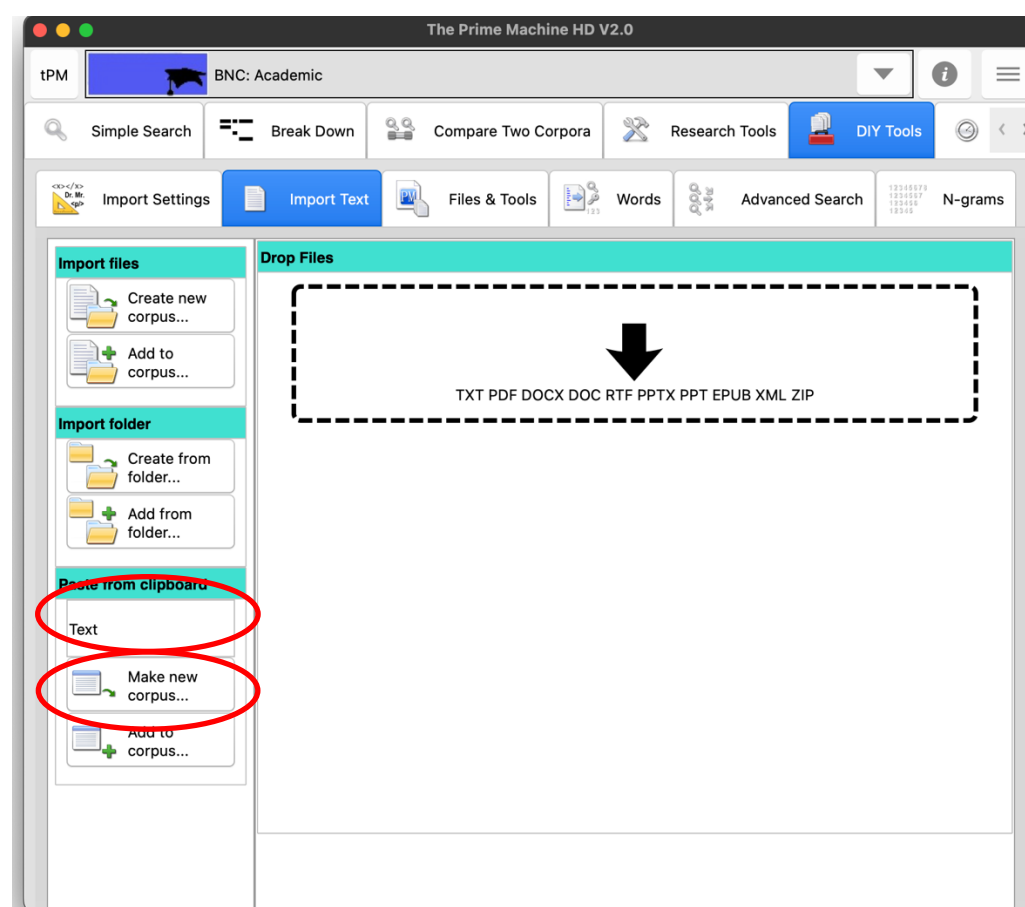 The Prime Machine HD V2.0
tPM
BNC: Academic
Simple Search
Break Down
Compare Two Corpora
Research Tools
DIY Tools
<x></x>
Dr. Mr.
<p/>
Import Settings
Import Text
Files & Tools
123
Words
Advanced Search
N-grams
Import files
Create new
corpus...
Add to
corpus...
Import folder
Create from
folder...
Add from
folder...
Paste from clipboard
Text
Make new
corpus...
Add to
corpus...
Drop Files
TXT PDF DOCX DOC RTF PPTX PPT EPUB XML ZIP